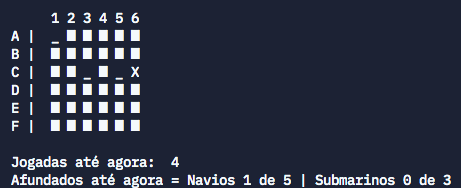 1 2 3 4 5 6
A | _ ■ ■ ■ ■ ■
B | ■ ■ ■ ■ ■ ■
C | ■ ■ _ ■ _ X
D | ■ ■ ■ ■ ■ ■
E | ■ ■ ■ ■ ■ ■
F | ■ ■ ■ ■ ■ ■
Jogadas até agora: 4
Afundados até agora = Navios 1 de 5 | Submarinos 0 de 3